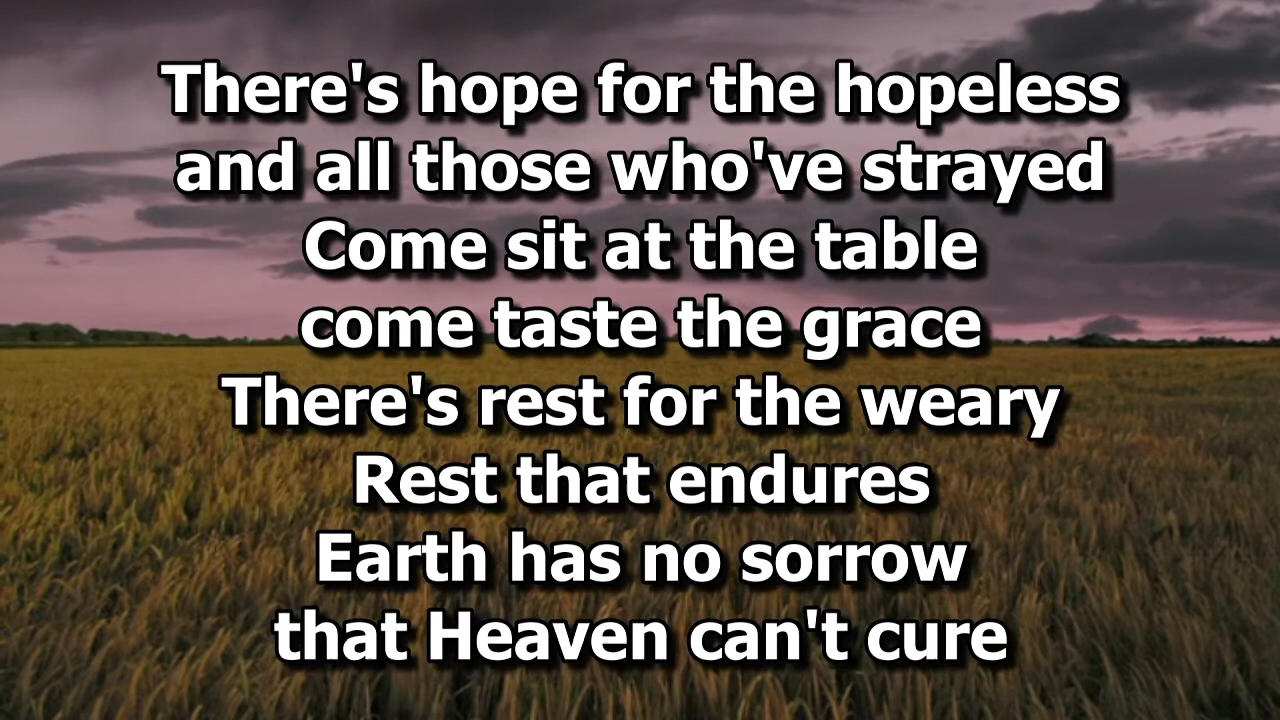 There's hope for the hopeless
and all those who've strayed
Come sit at the table
come taste the grace
There's rest for the weary
Rest that endures
Earth has no sorrow
that Heaven can't cure